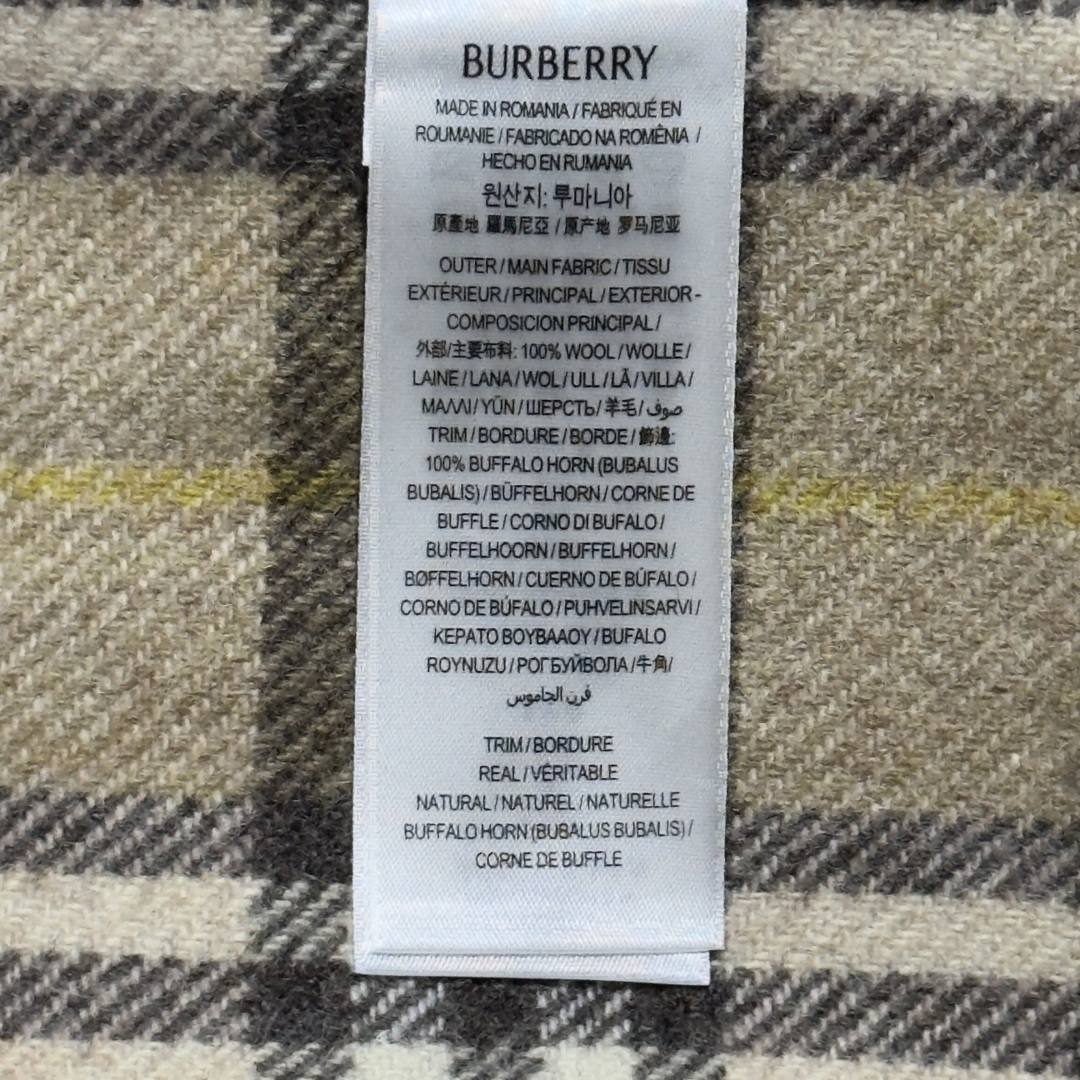 BURBERRY
MADE IN ROMANIA / FABRIQUÉ EN
ROUMANIE / FABRICADO NA ROMÊNIA /
HECHO EN RUMANIA
원산지: 루마니아
原產地 羅馬尼亞 / 原产地 罗马尼亚
OUTER / MAIN FABRIC / TISSU
EXTÉRIEUR / PRINCIPAL / EXTERIOR -
COMPOSICION PRINCIPAL /
外部/主要布料: 100% WOOL / WOLLE /
LAINE / LANA / WOL / ULL / LÃ / VILLA /
ΜΑΛΛΙ / YÜN / ШЕРСТЬ / 羊毛 / صوف
TRIM / BORDURE / BORDE / 飾邊:
100% BUFFALO HORN (BUBALUS
BUBALIS) / BÜFFELHORN / CORNE DE
BUFFLE / CORNO DI BUFALO /
BUFFELHOORN / BUFFELHORN /
BØFFELHORN / CUERNO DE BÚFALO /
CORNO DE BÚFALO / PUHVELINSARVI /
ΚΕΡΑΤΟ ΒΟΥΒΑΛΟΥ / BUFALO
ROYNUZU / РОГ БУЙВОЛА / 牛角/
قرن الجاموس
TRIM / BORDURE
REAL / VÉRITABLE
NATURAL / NATUREL / NATURELLE
BUFFALO HORN (BUBALUS BUBALIS) /
CORNE DE BUFFLE